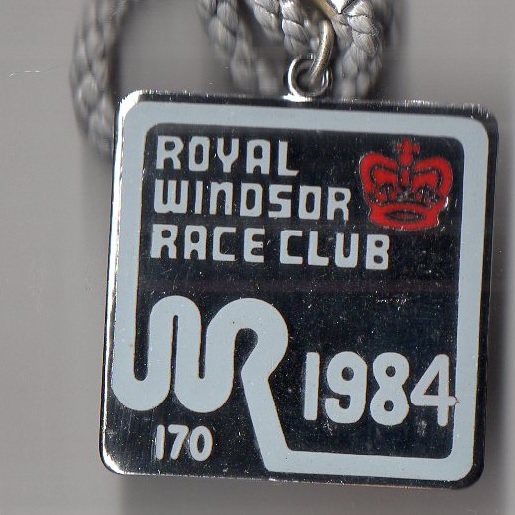 ROYAL
WINDSOR
RACE CLUB
1984
170